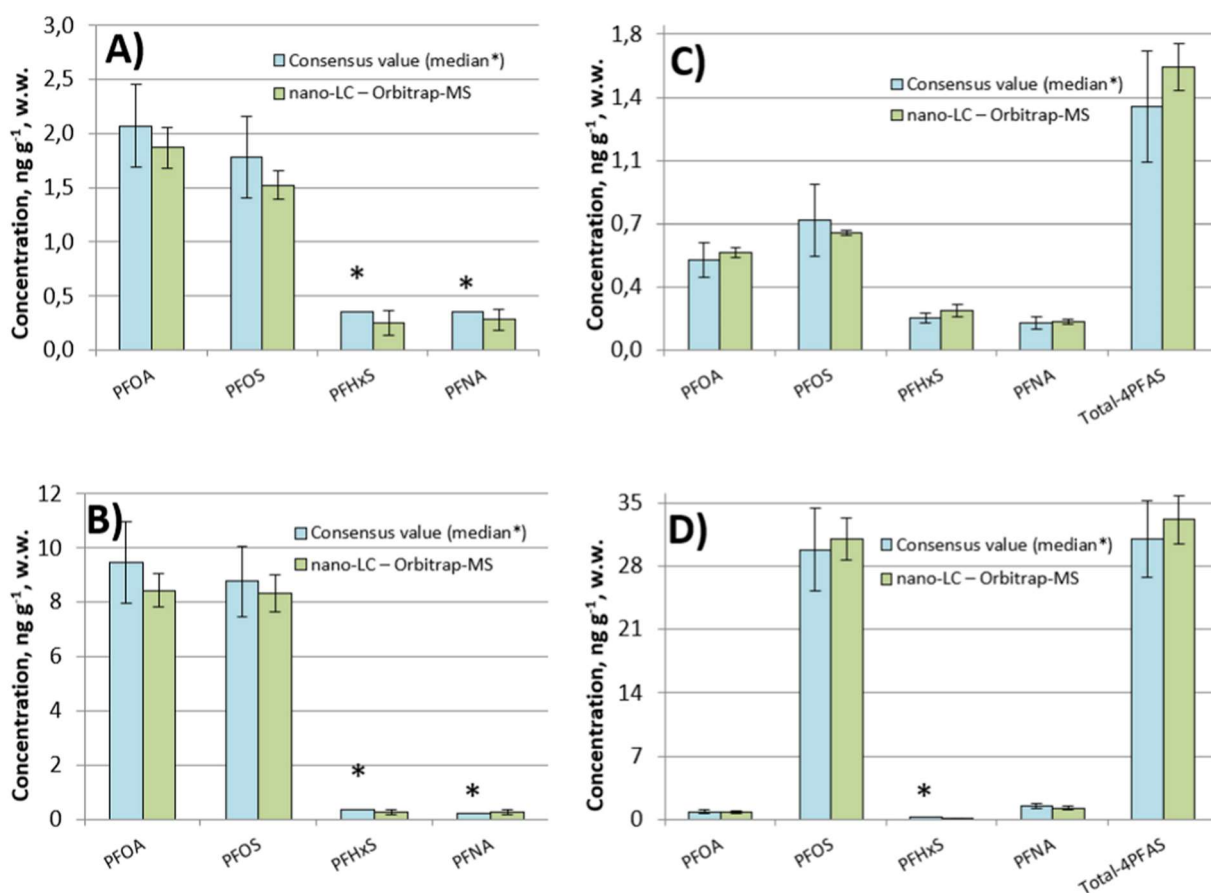 A)
Consensus value (median*)
nano-LC – Orbitrap-MS
Concentration, ng g⁻¹, w.w.
3,0
2,5
2,0
1,5
1,0
0,5
0,0
*
*
PFOA
PFOS
PFHxS
PFNA
C)
Consensus value (median*)
nano-LC – Orbitrap-MS
Concentration, ng g⁻¹, w.w.
1,8
1,4
1,1
0,7
0,4
0,0
PFOA
PFOS
PFHxS
PFNA
Total-4PFAS
B)
Consensus value (median*)
nano-LC – Orbitrap-MS
Concentration, ng g⁻¹, w.w.
12
10
8
6
4
2
0
*
*
PFOA
PFOS
PFHxS
PFNA
D)
Consensus value (median*)
nano-LC – Orbitrap-MS
Concentration, ng g⁻¹, w.w.
35
28
21
14
7
0
*
PFOA
PFOS
PFHxS
PFNA
Total-4PFAS